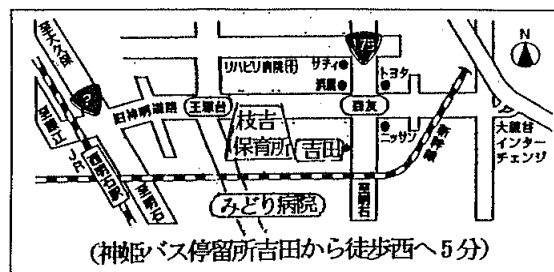 至大久保
175
N
リハビリ病院
サティ
浜屋
トヨタ
2
旧神明道路
王塚台
森友
ニッサン
大蔵谷
インター
チェンジ
枝吉
保育所
吉田
新幹線
JR
西明石駅
至明石
至明石
みどり病院
(神姫バス停留所吉田から徒歩西へ5分)